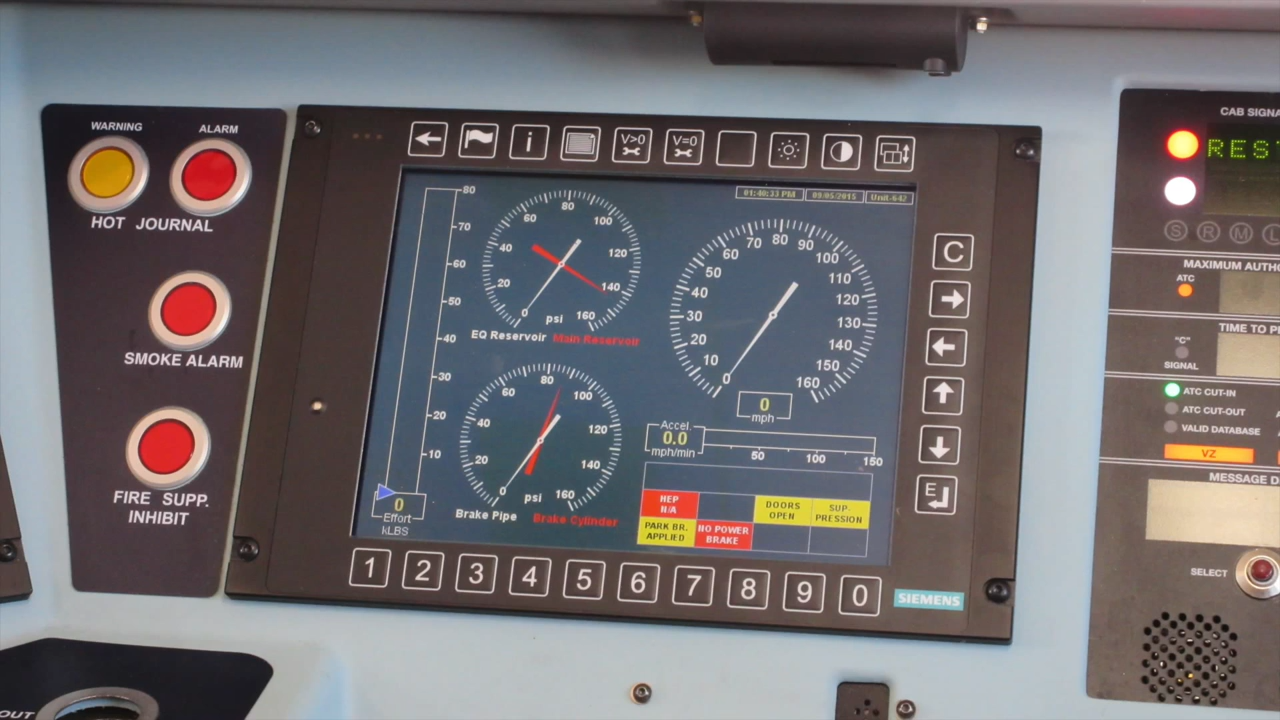 WARNING
ALARM
HOT JOURNAL
SMOKE ALARM
FIRE SUPP.
INHIBIT
i
V>0
V=0
01:40:33 PM
09/05/2015
Unit-642
80
70
60
50
40
30
20
10
0
Effort
kLBS
0
20
40
60
80
100
120
140
160
psi
EQ Reservoir
Main Reservoir
0
20
40
60
80
100
120
140
160
psi
Brake Pipe
Brake Cylinder
0
10
20
30
40
50
60
70
80
90
100
110
120
130
140
150
160
0
mph
Accel.
0.0
mph/min
50
100
150
HEP
N/A
DOORS
OPEN
SUP-
PRESSION
PARK BR.
APPLIED
NO POWER
BRAKE
C
E
1 2 3 4 5 6 7 8 9 0
SIEMENS
CAB SIGNA
REST
S R M L
MAXIMUM AUTHO
ATC
TIME TO P
"C"
SIGNAL
ATC CUT-IN
ATC CUT-OUT
VALID DATABASE
VZ
MESSAGE D
SELECT
OUT